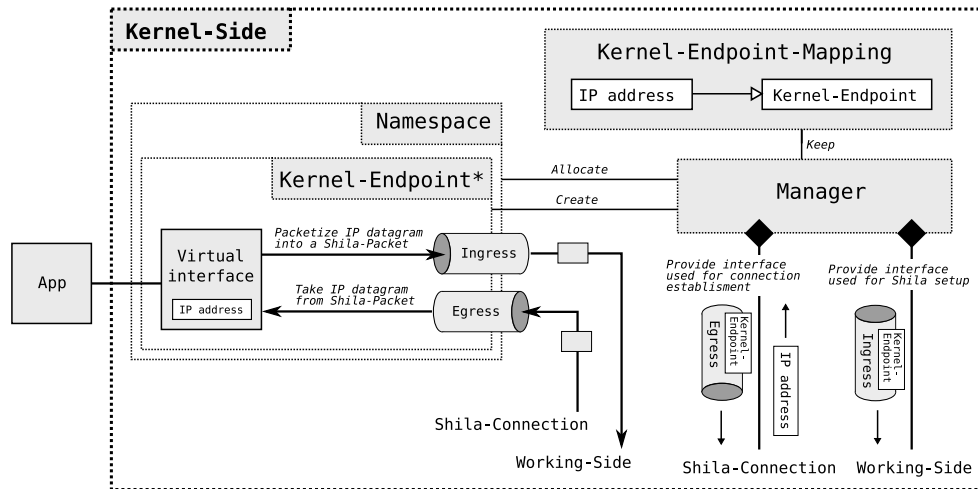 Kernel-Side
Kernel-Endpoint-Mapping
IP address
Kernel-Endpoint
Keep
Namespace
Kernel-Endpoint*
Allocate
Create
Manager
App
Virtual
interface
IP address
Packetize IP datagram
into a Shila-Packet
Ingress
Take IP datagram
from Shila-Packet
Egress
Shila-Connection
Working-Side
Provide interface
used for connection
establisment
Egress
Kernel-
Endpoint
IP address
Shila-Connection
Provide interface
used for Shila setup
Ingress
Kernel-
Endpoint
Working-Side